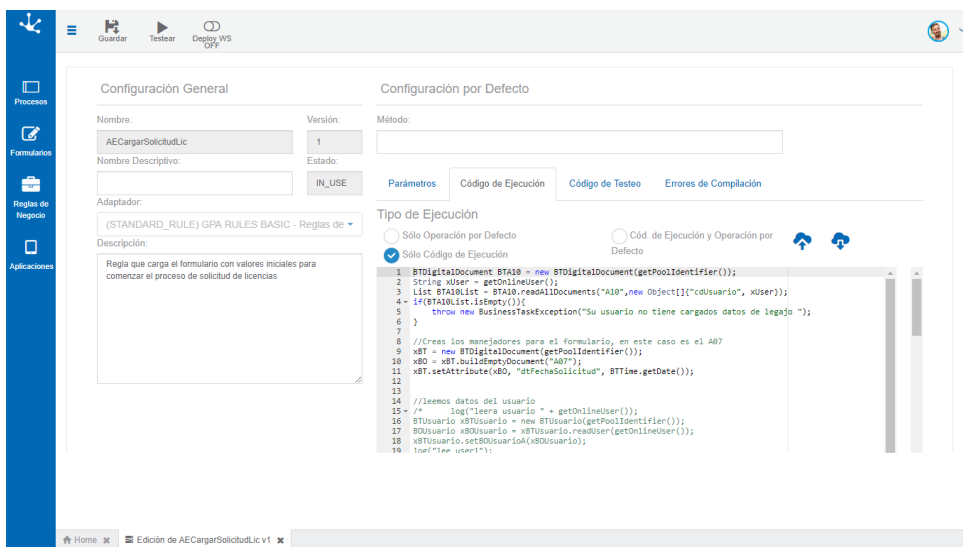 Guardar
Testear
Deploy WS
OFF
Procesos
Formularios
Reglas de
Negocio
Aplicaciones
Configuración General
Nombre:
Versión:
AECargarSolicitudLic
1
Nombre Descriptivo:
Estado:
IN_USE
Adaptador:
(STANDARD_RULE) GPA RULES BASIC - Reglas de
Descripción:
Regla que carga el formulario con valores iniciales para
comenzar el proceso de solicitud de licencias
Configuración por Defecto
Método:
Parámetros
Código de Ejecución
Código de Testeo
Errores de Compilación
Tipo de Ejecución
Sólo Operación por Defecto
Cód. de Ejecución y Operación por
Defecto
Sólo Código de Ejecución
1 BTDigitalDocument BTA10 = new BTDigitalDocument(getPoolIdentifier());
2 String xUser = getOnlineUser();
3 List BTA10List = BTA10.readAllDocuments("A10",new Object[]{"cdUsuario", xUser});
4 if(BTA10List.isEmpty()){
5 throw new BusinessTaskException("Su usuario no tiene cargados datos de legajo ");
6 }
7
8 //Creas los manejadores para el formulario, en este caso es el A07
9 xBT = new BTDigitalDocument(getPoolIdentifier());
10 xBO = xBT.buildEmptyDocument("A07");
11 xBT.setAttribute(xBO, "dtFechaSolicitud", BTTime.getDate());
12
13
14 //leemos datos del usuario
15 /* log("leera usuario " + getOnlineUser());
16 BTUsuario xBTUsuario = new BTUsuario(getPoolIdentifier());
17 BOUsuario xBOUsuario = xBTUsuario.readUser(getOnlineUser());
18 xBTUsuario.setBOUsuarioA(xBOUsuario);
19 log("lee user1");
Home
Edición de AECargarSolicitudLic v1